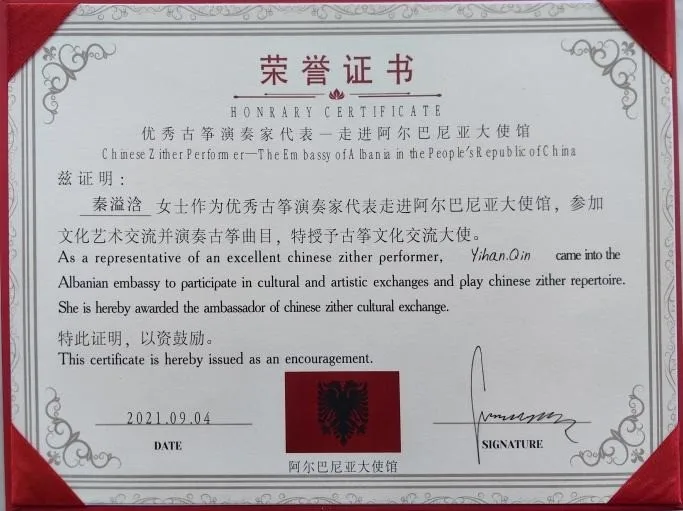 荣誉证书
HONRARY CERTIFICATE
优秀古筝演奏家代表—走进阿尔巴尼亚大使馆
Chinese Zither Performer—The Embassy of Albania in the People's Republic of China
兹证明:
秦溢浛 女士作为优秀古筝演奏家代表走进阿尔巴尼亚大使馆,参加
文化艺术交流并演奏古筝曲目,特授予古筝文化交流大使。
As a representative of an excellent chinese zither performer, Yihan.Qin came into the
Albanian embassy to participate in cultural and artistic exchanges and play chinese zither repertoire.
She is hereby awarded the ambassador of chinese zither cultural exchange.
特此证明,以资鼓励。
This certificate is hereby issued as an encouragement.
2021.09.04
DATE
SIGNATURE
阿尔巴尼亚大使馆